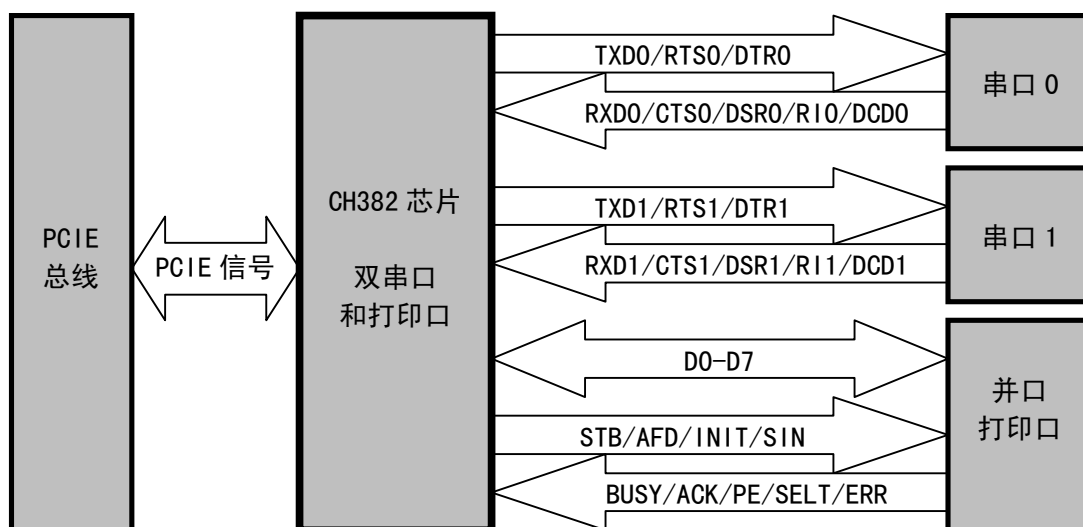 PCIE
总线
PCIE 信号
CH382 芯片
双串口
和打印口
TXD0/RTS0/DTR0
RXD0/CTS0/DSR0/RI0/DCD0
串口 0
TXD1/RTS1/DTR1
RXD1/CTS1/DSR1/RI1/DCD1
串口 1
D0-D7
STB/AFD/INIT/SIN
BUSY/ACK/PE/SELT/ERR
并口
打印口